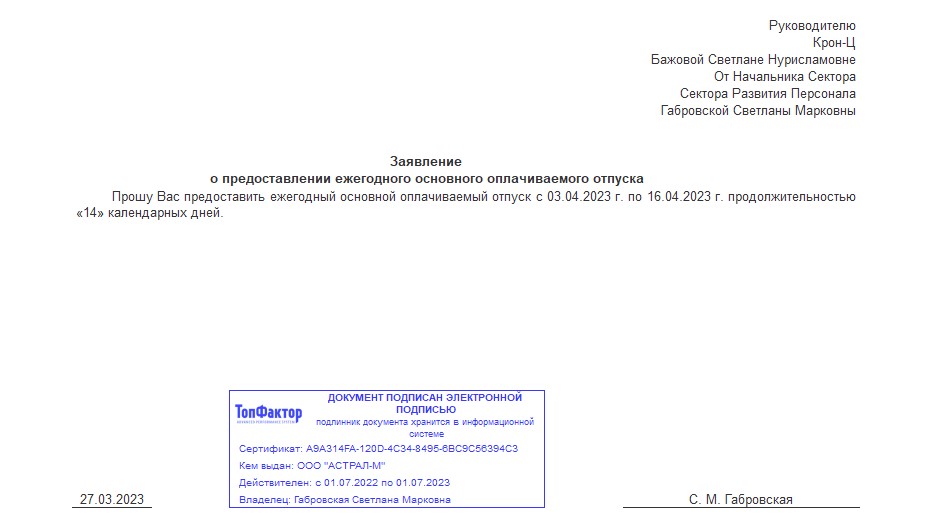 Руководителю
Крон-Ц
Бажовой Светлане Нурисламовне
От Начальника Сектора
Сектора Развития Персонала
Габровской Светланы Марковны
Заявление
о предоставлении ежегодного основного оплачиваемого отпуска
Прошу Вас предоставить ежегодный основной оплачиваемый отпуск с 03.04.2023 г. по 16.04.2023 г. продолжительностью
«14» календарных дней.
ТопФактор
ДОКУМЕНТ ПОДПИСАН ЭЛЕКТРОННОЙ
ПОДПИСЬЮ
подлинник документа хранится в информационной
системе
Сертификат: A9A314FA-120D-4C34-8495-6BC9C56394C3
Кем выдан: ООО "АСТРАЛ-М"
Действителен: с 01.07.2022 по 01.07.2023
Владелец: Габровская Светлана Марковна
27.03.2023
С. М. Габровская